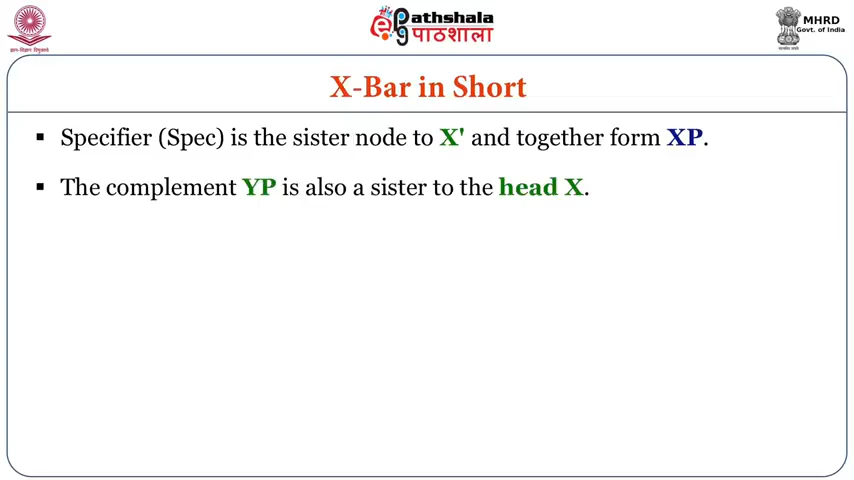 ePathshala
पाठशाला
MHRD
Govt. of India
X-Bar in Short
▪ Specifier (Spec) is the sister node to X' and together form XP.
▪ The complement YP is also a sister to the head X.